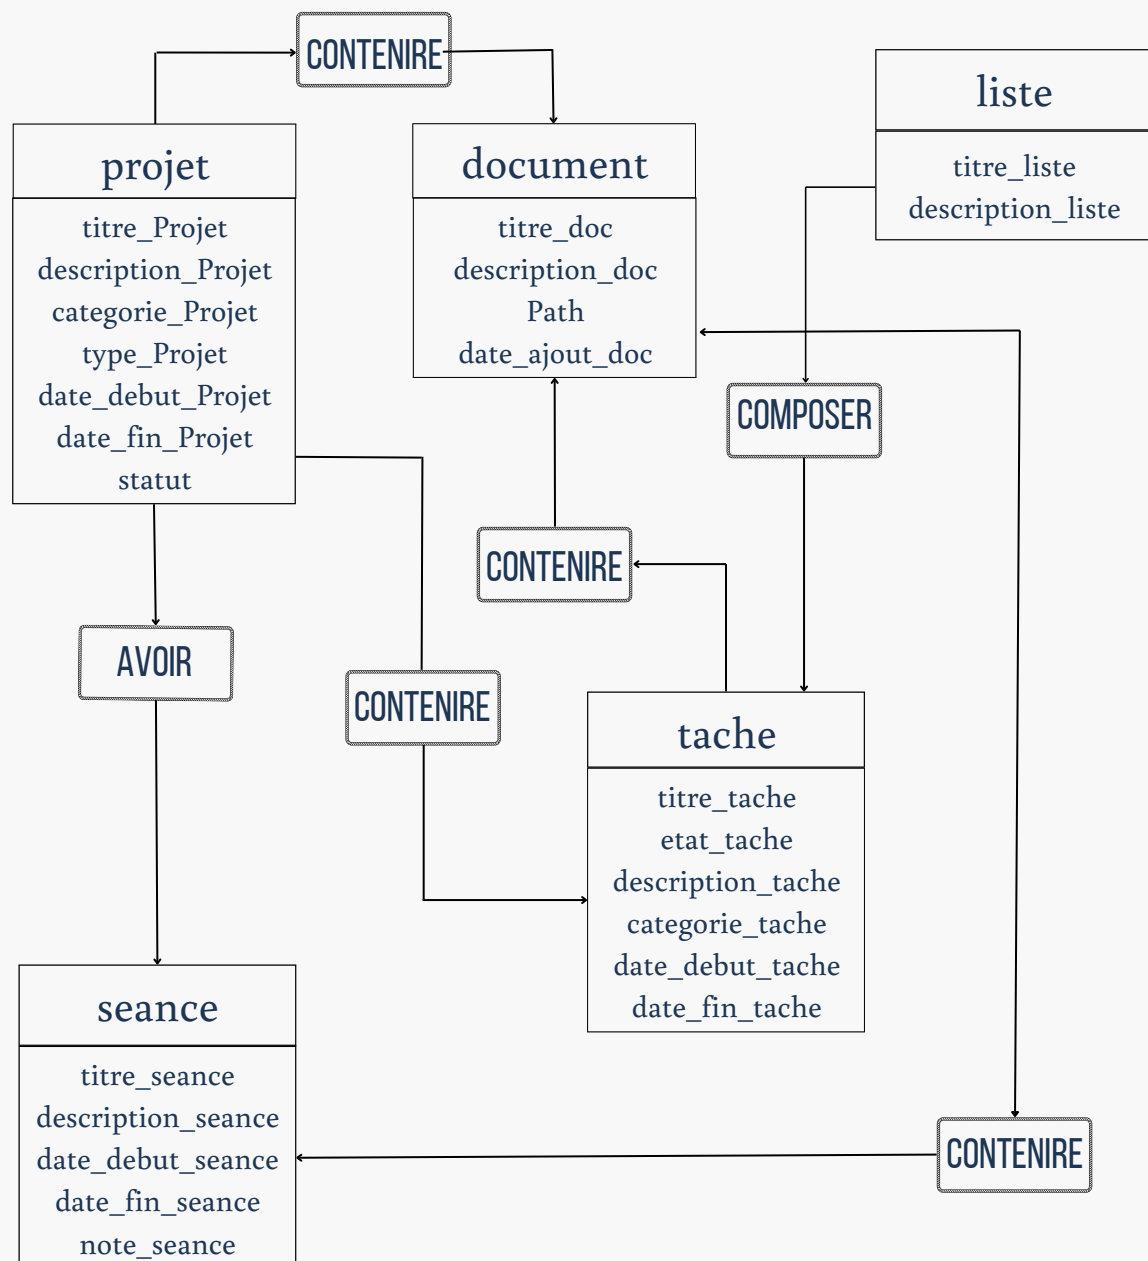 CONTENIRE
liste
titre_liste
description_liste
projet
titre_Projet
description_Projet
categorie_Projet
type_Projet
date_debut_Projet
date_fin_Projet
statut
document
titre_doc
description_doc
Path
date_ajout_doc
COMPOSER
CONTENIRE
AVOIR
CONTENIRE
tache
titre_tache
etat_tache
description_tache
categorie_tache
date_debut_tache
date_fin_tache
seance
titre_seance
description_seance
date_debut_seance
date_fin_seance
note_seance
CONTENIRE